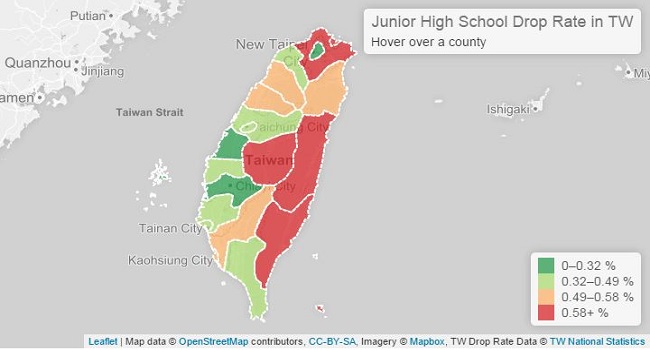 Junior High School Drop Rate in TW
Hover over a county
Putian
New Taipei
City
Quanzhou
Jinjiang
amen
Miy
Ishigaki
Taiwan Strait
Taichung City
Taiwan
Chiayi City
Tainan City
Kaohsiung City
0–0.32 %
0.32–0.49 %
0.49–0.58 %
0.58+ %
Leaflet | Map data © OpenStreetMap contributors, CC-BY-SA, Imagery © Mapbox, TW Drop Rate Data © TW National Statistics